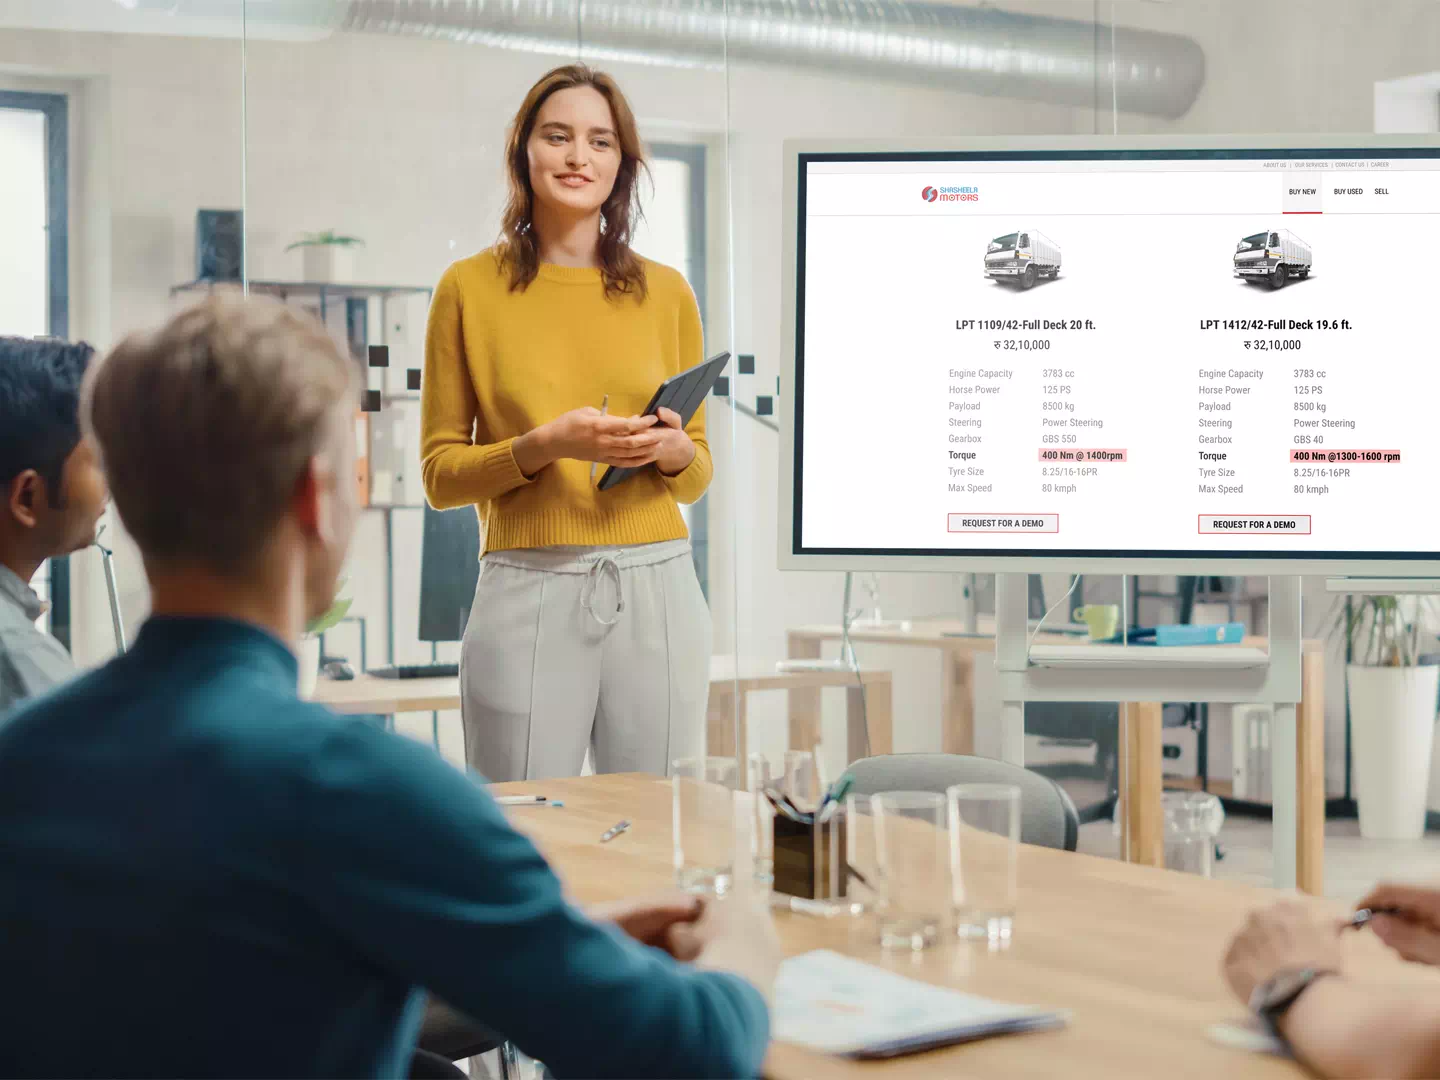 ABOUT US | OUR SERVICES | CONTACT US | CAREER
SHASHEELA
MOTORS
BUY NEW BUY USED SELL
LPT 1109/42-Full Deck 20 ft.
रु 32,10,000
Engine Capacity 3783 cc
Horse Power 125 PS
Payload 8500 kg
Steering Power Steering
Gearbox GBS 550
Torque 400 Nm @ 1400rpm
Tyre Size 8.25/16-16PR
Max Speed 80 kmph
REQUEST FOR A DEMO
LPT 1412/42-Full Deck 19.6 ft.
रु 32,10,000
Engine Capacity 3783 cc
Horse Power 125 PS
Payload 8500 kg
Steering Power Steering
Gearbox GBS 40
Torque 400 Nm @1300-1600 rpm
Tyre Size 8.25/16-16PR
Max Speed 80 kmph
REQUEST FOR A DEMO